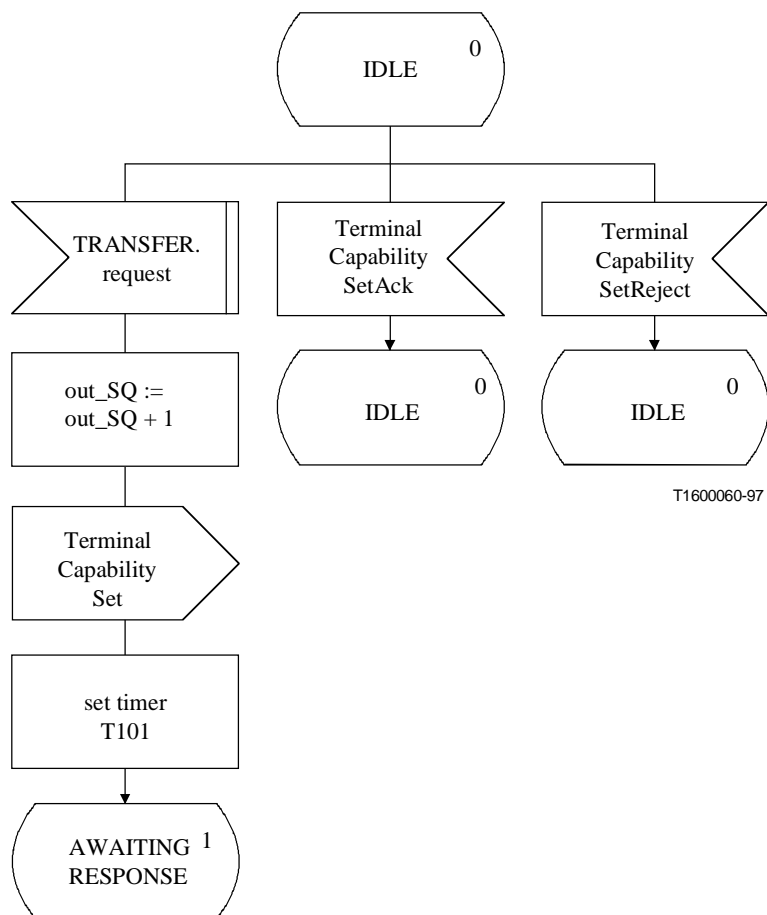 0
IDLE
TRANSFER.
request
Terminal
Capability
SetAck
Terminal
Capability
SetReject
out_SQ :=
out_SQ + 1
0
IDLE
0
IDLE
T1600060-97
Terminal
Capability
Set
set timer
T101
AWAITING 1
RESPONSE